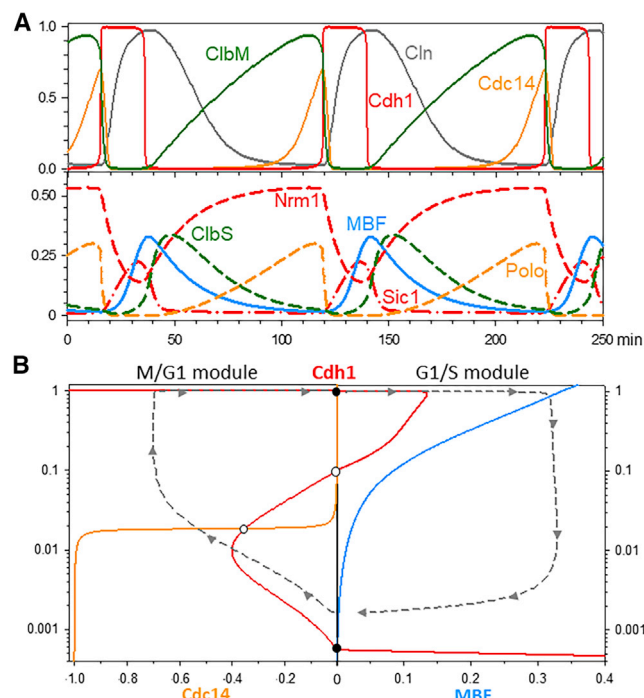 A
1.0
ClbM
Cln
Cdc14
Cdh1
0.5
0.0
0.50
Nrm1
ClbS
MBF
0.25
Polo
Sic1
0
0 50 100 150 200 250 min
B
M/G1 module Cdh1 G1/S module
1 1
0.1 0.1
0.01 0.01
0.001 0.001
-1.0 -0.8 -0.6 -0.4 -0.2 0 0.1 0.2 0.3 0.4
Cdc14 MBF